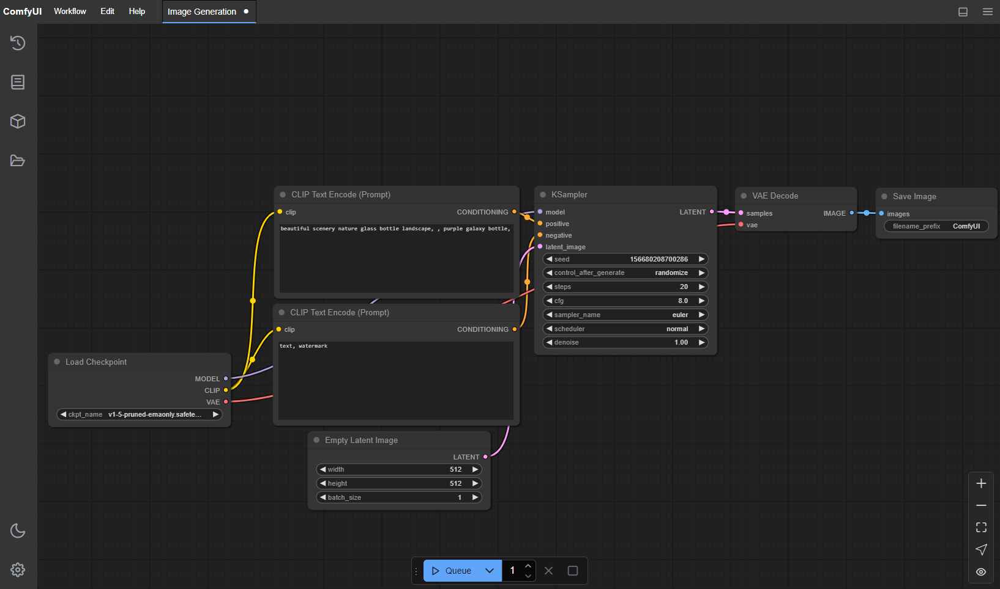 ComfyUI Workflow Edit Help Image Generation
CLIP Text Encode (Prompt)
clip CONDITIONING
beautiful scenery nature glass bottle landscape, , purple galaxy bottle,
CLIP Text Encode (Prompt)
clip CONDITIONING
text, watermark
Load Checkpoint
MODEL
CLIP
VAE
ckpt_name v1-5-pruned-emaonly.safete...
Empty Latent Image
LATENT
width 512
height 512
batch_size 1
KSampler
model LATENT
positive
negative
latent_image
seed 156680208700286
control_after_generate randomize
steps 20
cfg 8.0
sampler_name euler
scheduler normal
denoise 1.00
VAE Decode
samples IMAGE
vae
Save Image
images
filename_prefix ComfyUI
Queue 1